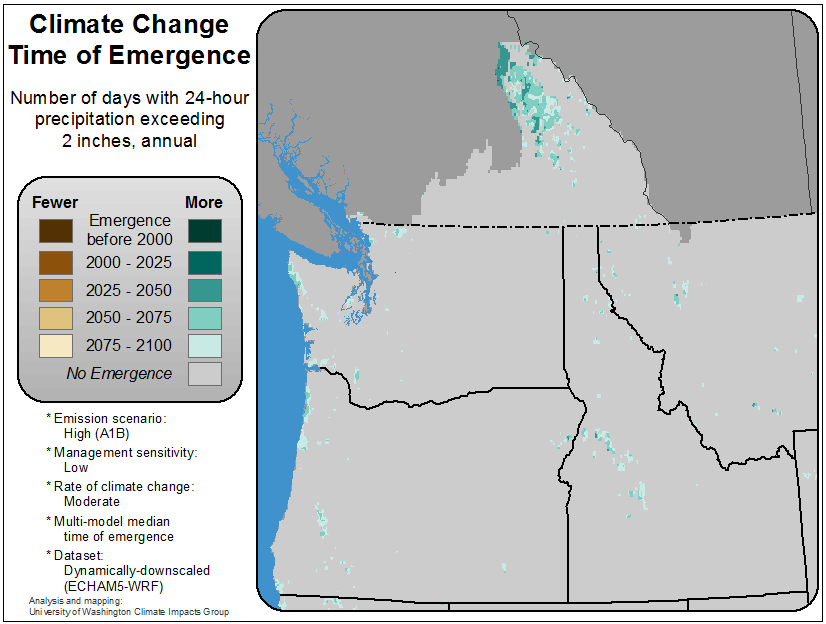 Climate Change
Time of Emergence
Number of days with 24-hour
precipitation exceeding
2 inches, annual
Fewer More
Emergence
before 2000
2000 - 2025
2025 - 2050
2050 - 2075
2075 - 2100
No Emergence
* Emission scenario:
High (A1B)
* Management sensitivity:
Low
* Rate of climate change:
Moderate
* Multi-model median
time of emergence
* Dataset:
Dynamically-downscaled
(ECHAM5-WRF)
Analysis and mapping:
University of Washington Climate Impacts Group